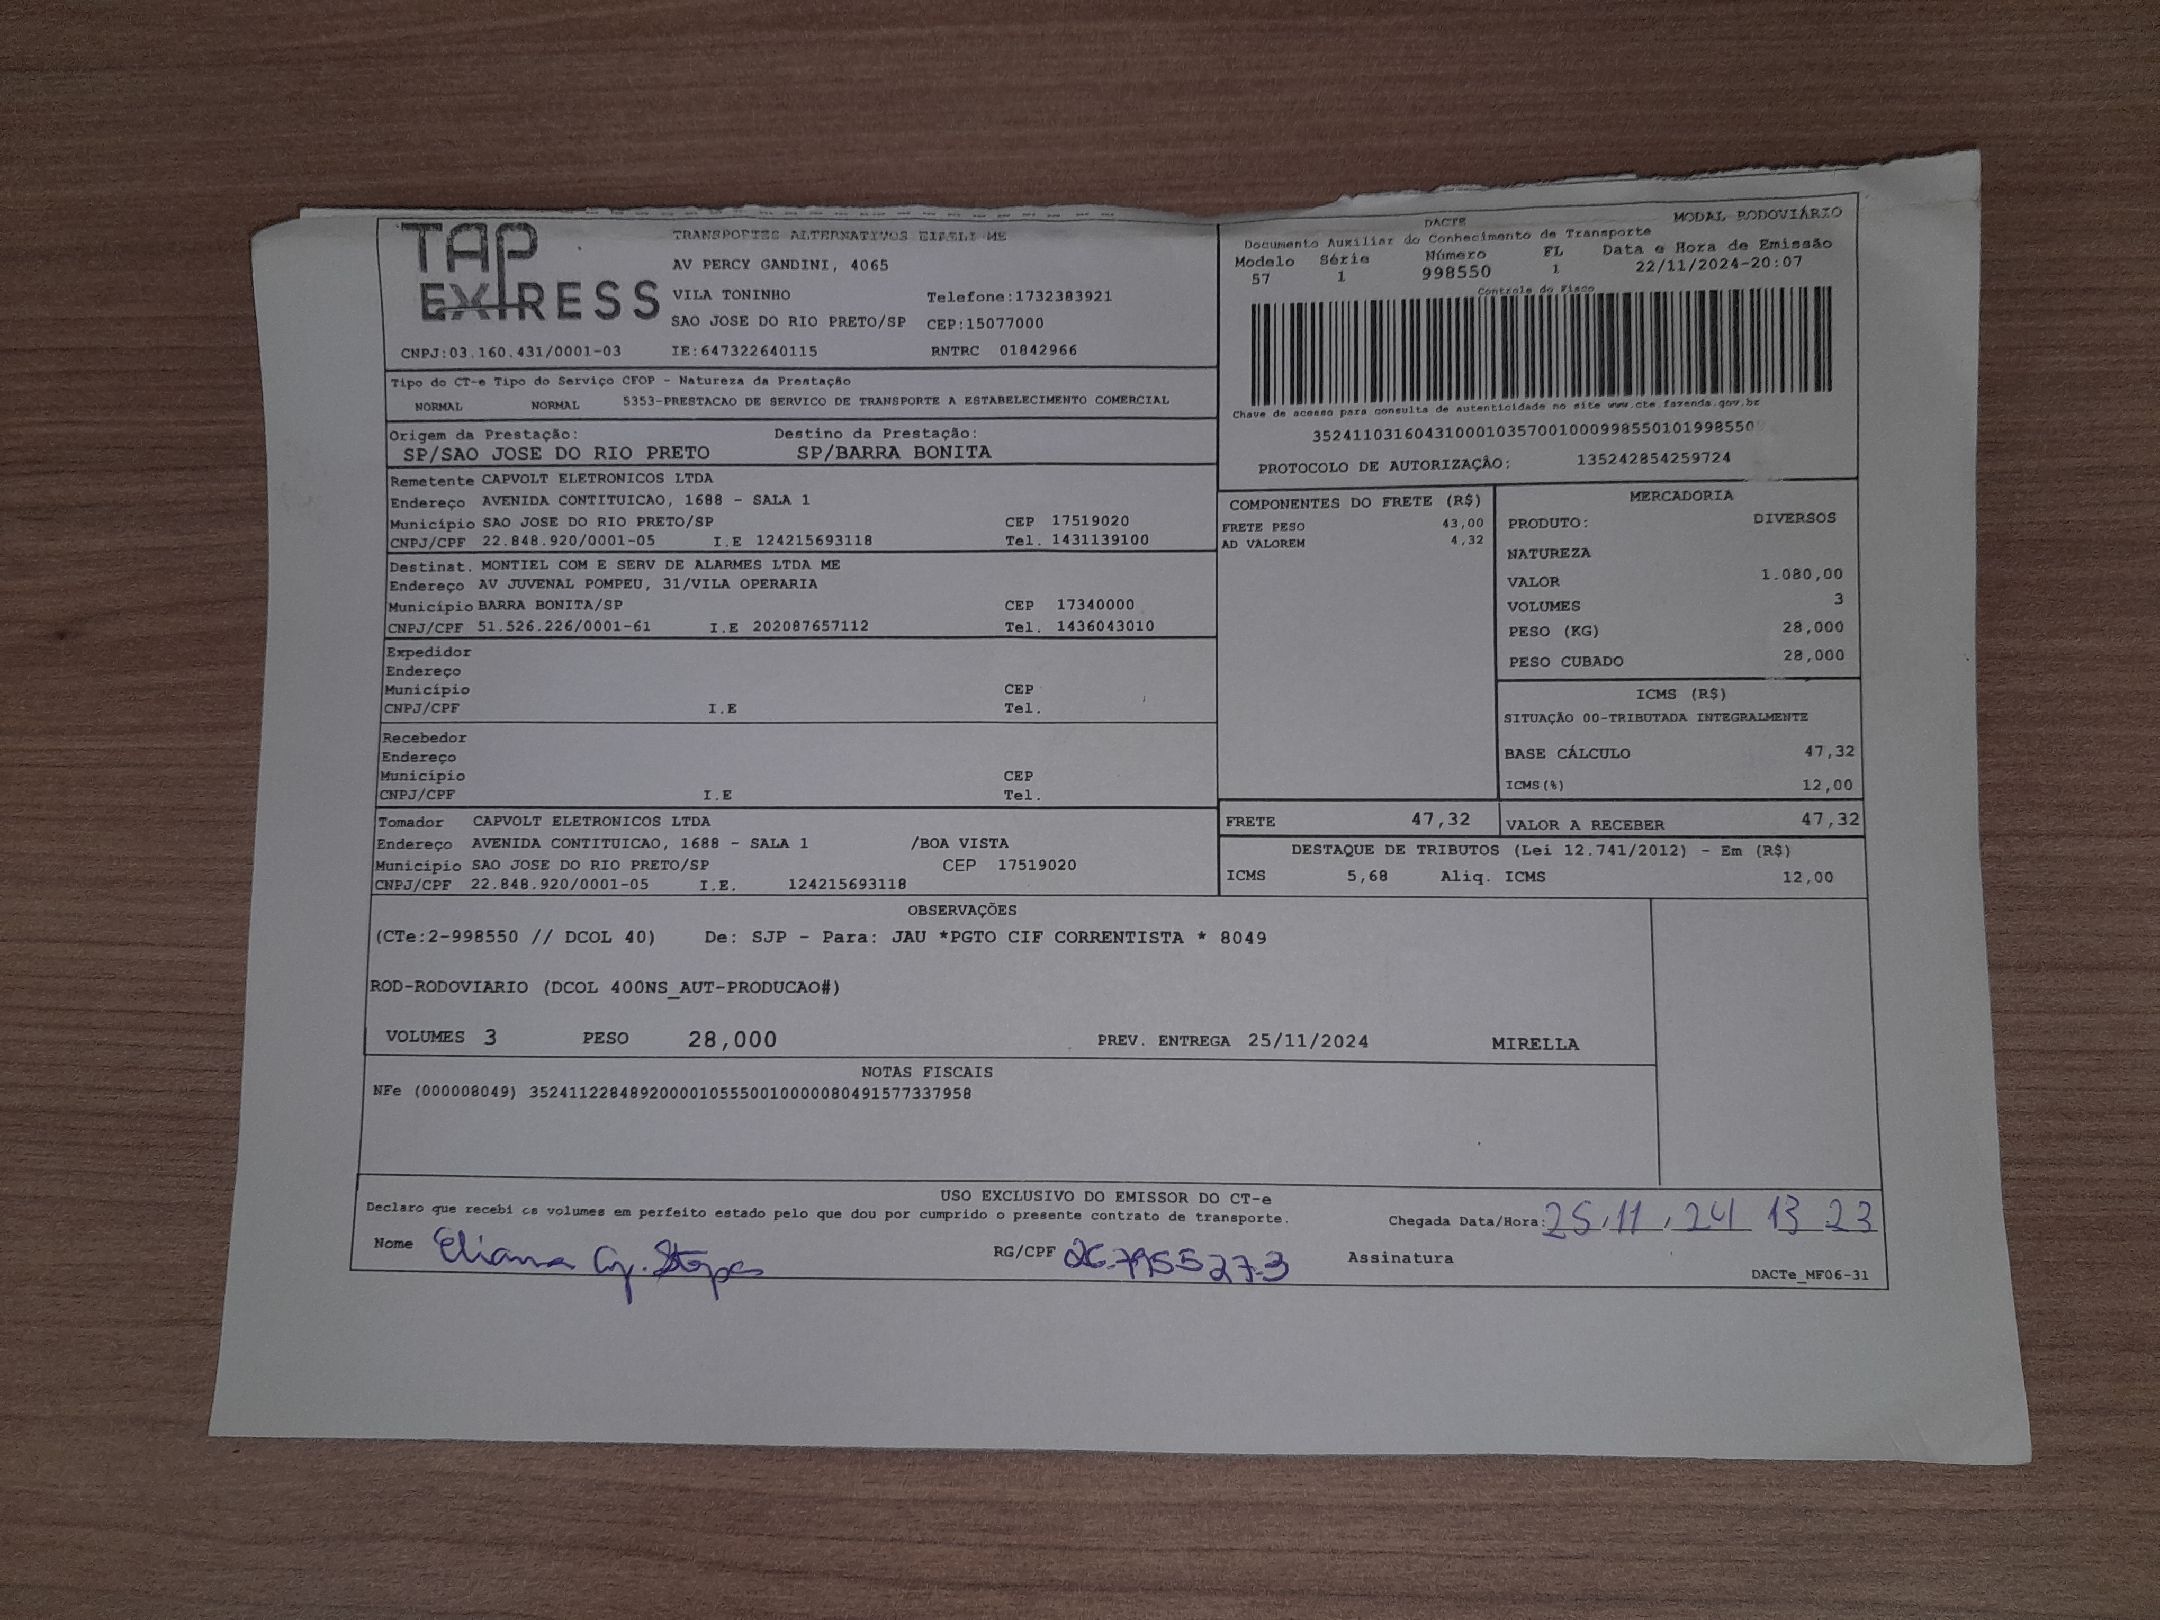 TAP EXPRESS
TRANSPORTES ALTERNATIVOS EIRELI ME
AV PERCY GANDINI, 4065
VILA TONINHO Telefone:1732383921
SAO JOSE DO RIO PRETO/SP CEP:15077000
CNPJ:03.160.431/0001-03 IE:647322640115 RNTRC 01842966
DACTE MODAL RODOVIÁRIO
Documento Auxiliar do Conhecimento de Transporte
Modelo Série Número FL Data e Hora de Emissão
57 1 998550 1 22/11/2024-20:07
Controle do Fisco
Chave de acesso para consulta de autenticidade no site www.cte.fazenda.gov.br
3524110316043100010357001000998550101998550
PROTOCOLO DE AUTORIZAÇÃO: 135242854259724
Tipo do CT-e Tipo do Serviço CFOP - Natureza da Prestação
NORMAL NORMAL 5353-PRESTACAO DE SERVICO DE TRANSPORTE A ESTABELECIMENTO COMERCIAL
Origem da Prestação: Destino da Prestação:
SP/SAO JOSE DO RIO PRETO SP/BARRA BONITA
Remetente CAPVOLT ELETRONICOS LTDA
Endereço AVENIDA CONTITUICAO, 1688 - SALA 1
Município SAO JOSE DO RIO PRETO/SP CEP 17519020
CNPJ/CPF 22.848.920/0001-05 I.E 124215693118 Tel. 1431139100
Destinat. MONTIEL COM E SERV DE ALARMES LTDA ME
Endereço AV JUVENAL POMPEU, 31/VILA OPERARIA
Município BARRA BONITA/SP CEP 17340000
CNPJ/CPF 51.526.226/0001-61 I.E 202087657112 Tel. 1436043010
Expedidor
Endereço
Município CEP
CNPJ/CPF I.E Tel.
Recebedor
Endereço
Município CEP
CNPJ/CPF I.E Tel.
Tomador CAPVOLT ELETRONICOS LTDA
Endereço AVENIDA CONTITUICAO, 1688 - SALA 1 /BOA VISTA
Municipio SAO JOSE DO RIO PRETO/SP CEP 17519020
CNPJ/CPF 22.848.920/0001-05 I.E. 124215693118
COMPONENTES DO FRETE (R$)
FRETE PESO 43,00
AD VALOREM 4,32
MERCADORIA
PRODUTO: DIVERSOS
NATUREZA
VALOR 1.080,00
VOLUMES 3
PESO (KG) 28,000
PESO CUBADO 28,000
ICMS (R$)
SITUAÇÃO 00-TRIBUTADA INTEGRALMENTE
BASE CÁLCULO 47,32
ICMS(%) 12,00
FRETE 47,32 VALOR A RECEBER 47,32
DESTAQUE DE TRIBUTOS (Lei 12.741/2012) - Em (R$)
ICMS 5,68 Aliq. ICMS 12,00
OBSERVAÇÕES
(CTe:2-998550 // DCOL 40) De: SJP - Para: JAU *PGTO CIF CORRENTISTA * 8049
ROD-RODOVIARIO (DCOL 400NS_AUT-PRODUCAO#)
VOLUMES 3 PESO 28,000 PREV. ENTREGA 25/11/2024 MIRELLA
NOTAS FISCAIS
NFe (000008049) 35241122848920000105550010000080491577337958
USO EXCLUSIVO DO EMISSOR DO CT-e
Declaro que recebi os volumes em perfeito estado pelo que dou por cumprido o presente contrato de transporte.
Chegada Data/Hora: 25.11.24 13 23
Nome Eliana RG/CPF 26.795527-3 Assinatura
DACTe_MF06-31